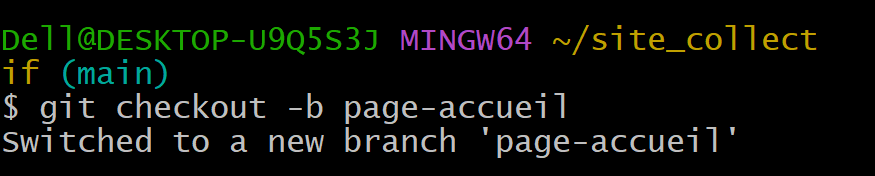 Dell@DESKTOP-U9Q5S3J MINGW64 ~/site_collect
if (main)
$ git checkout -b page-accueil
Switched to a new branch 'page-accueil'